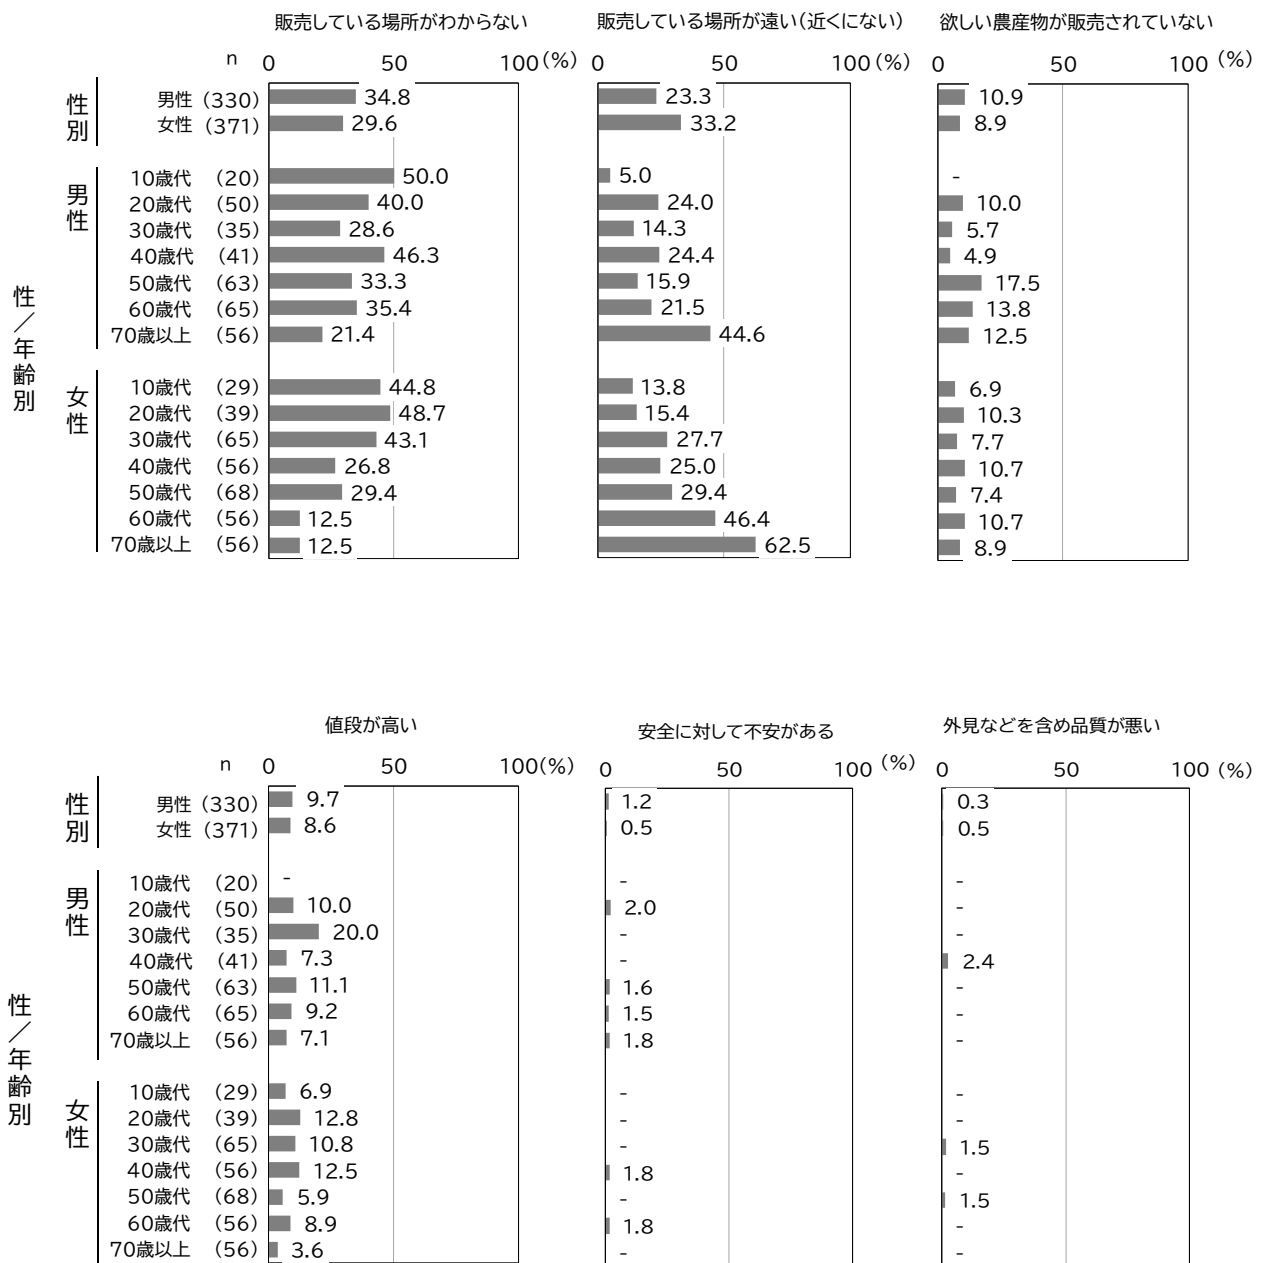 販売している場所がわからない 販売している場所が遠い(近くにない) 欲しい農産物が販売されていない
n 0 50 100(%) 0 50 100(%) 0 50 100(%)
性別
男性 (330) 34.8 23.3 10.9
女性 (371) 29.6 33.2 8.9
性/年齢別
男性
10歳代 (20) 50.0 5.0 -
20歳代 (50) 40.0 24.0 10.0
30歳代 (35) 28.6 14.3 5.7
40歳代 (41) 46.3 24.4 4.9
50歳代 (63) 33.3 15.9 17.5
60歳代 (65) 35.4 21.5 13.8
70歳以上 (56) 21.4 44.6 12.5
女性
10歳代 (29) 44.8 13.8 6.9
20歳代 (39) 48.7 15.4 10.3
30歳代 (65) 43.1 27.7 7.7
40歳代 (56) 26.8 25.0 10.7
50歳代 (68) 29.4 29.4 7.4
60歳代 (56) 12.5 46.4 10.7
70歳以上 (56) 12.5 62.5 8.9
値段が高い 安全に対して不安がある 外見などを含め品質が悪い
n 0 50 100(%) 0 50 100(%) 0 50 100(%)
性別
男性 (330) 9.7 1.2 0.3
女性 (371) 8.6 0.5 0.5
性/年齢別
男性
10歳代 (20) - - -
20歳代 (50) 10.0 2.0 -
30歳代 (35) 20.0 - -
40歳代 (41) 7.3 - 2.4
50歳代 (63) 11.1 1.6 -
60歳代 (65) 9.2 1.5 -
70歳以上 (56) 7.1 1.8 -
女性
10歳代 (29) 6.9 - -
20歳代 (39) 12.8 - -
30歳代 (65) 10.8 - 1.5
40歳代 (56) 12.5 1.8 -
50歳代 (68) 5.9 - 1.5
60歳代 (56) 8.9 1.8 -
70歳以上 (56) 3.6 - -